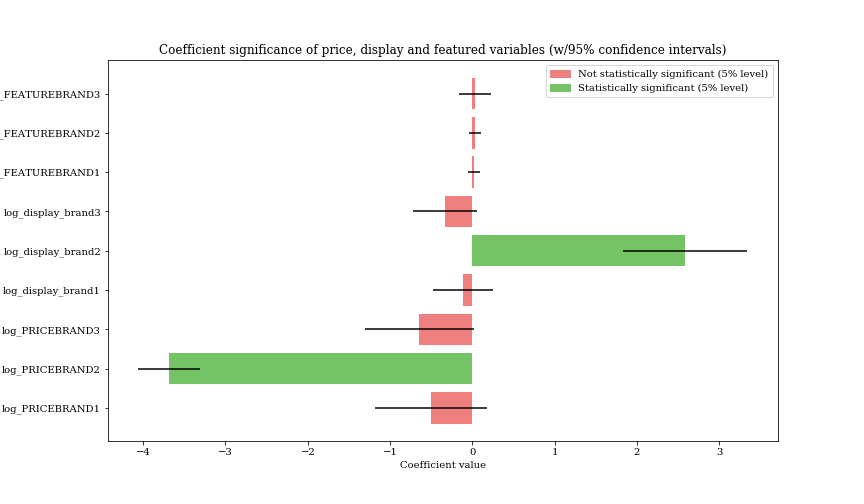 Coefficient significance of price, display and featured variables (w/95% confidence intervals)
Not statistically significant (5% level)
Statistically significant (5% level)
_FEATUREBRAND3
_FEATUREBRAND2
_FEATUREBRAND1
log_display_brand3
log_display_brand2
log_display_brand1
log_PRICEBRAND3
log_PRICEBRAND2
log_PRICEBRAND1
−4 −3 −2 −1 0 1 2 3
Coefficient value